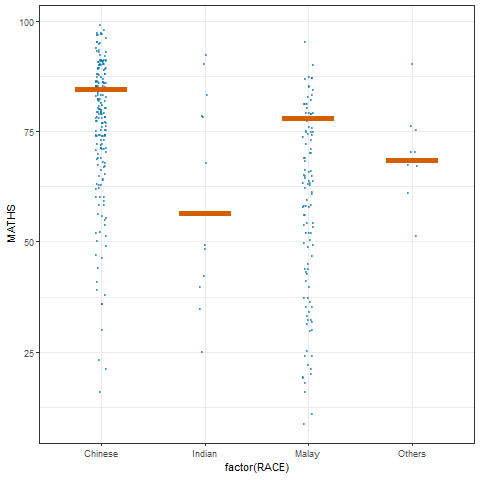 100
75
50
25
MATHS
Chinese
Indian
Malay
Others
factor(RACE)